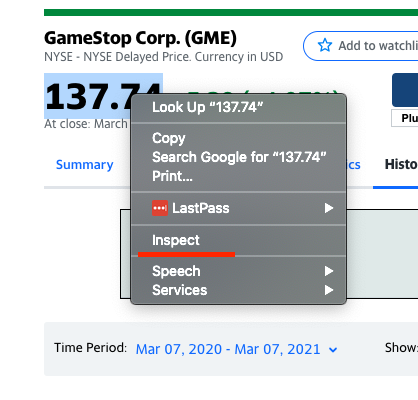 GameStop Corp. (GME)
NYSE - NYSE Delayed Price. Currency in USD
Add to watchli
137.74
At close: March
Plu
Look Up “137.74”
Copy
Search Google for “137.74”
Print...
LastPass
Inspect
Speech
Services
Summary
ics
Histo
Time Period: Mar 07, 2020 - Mar 07, 2021
Show: